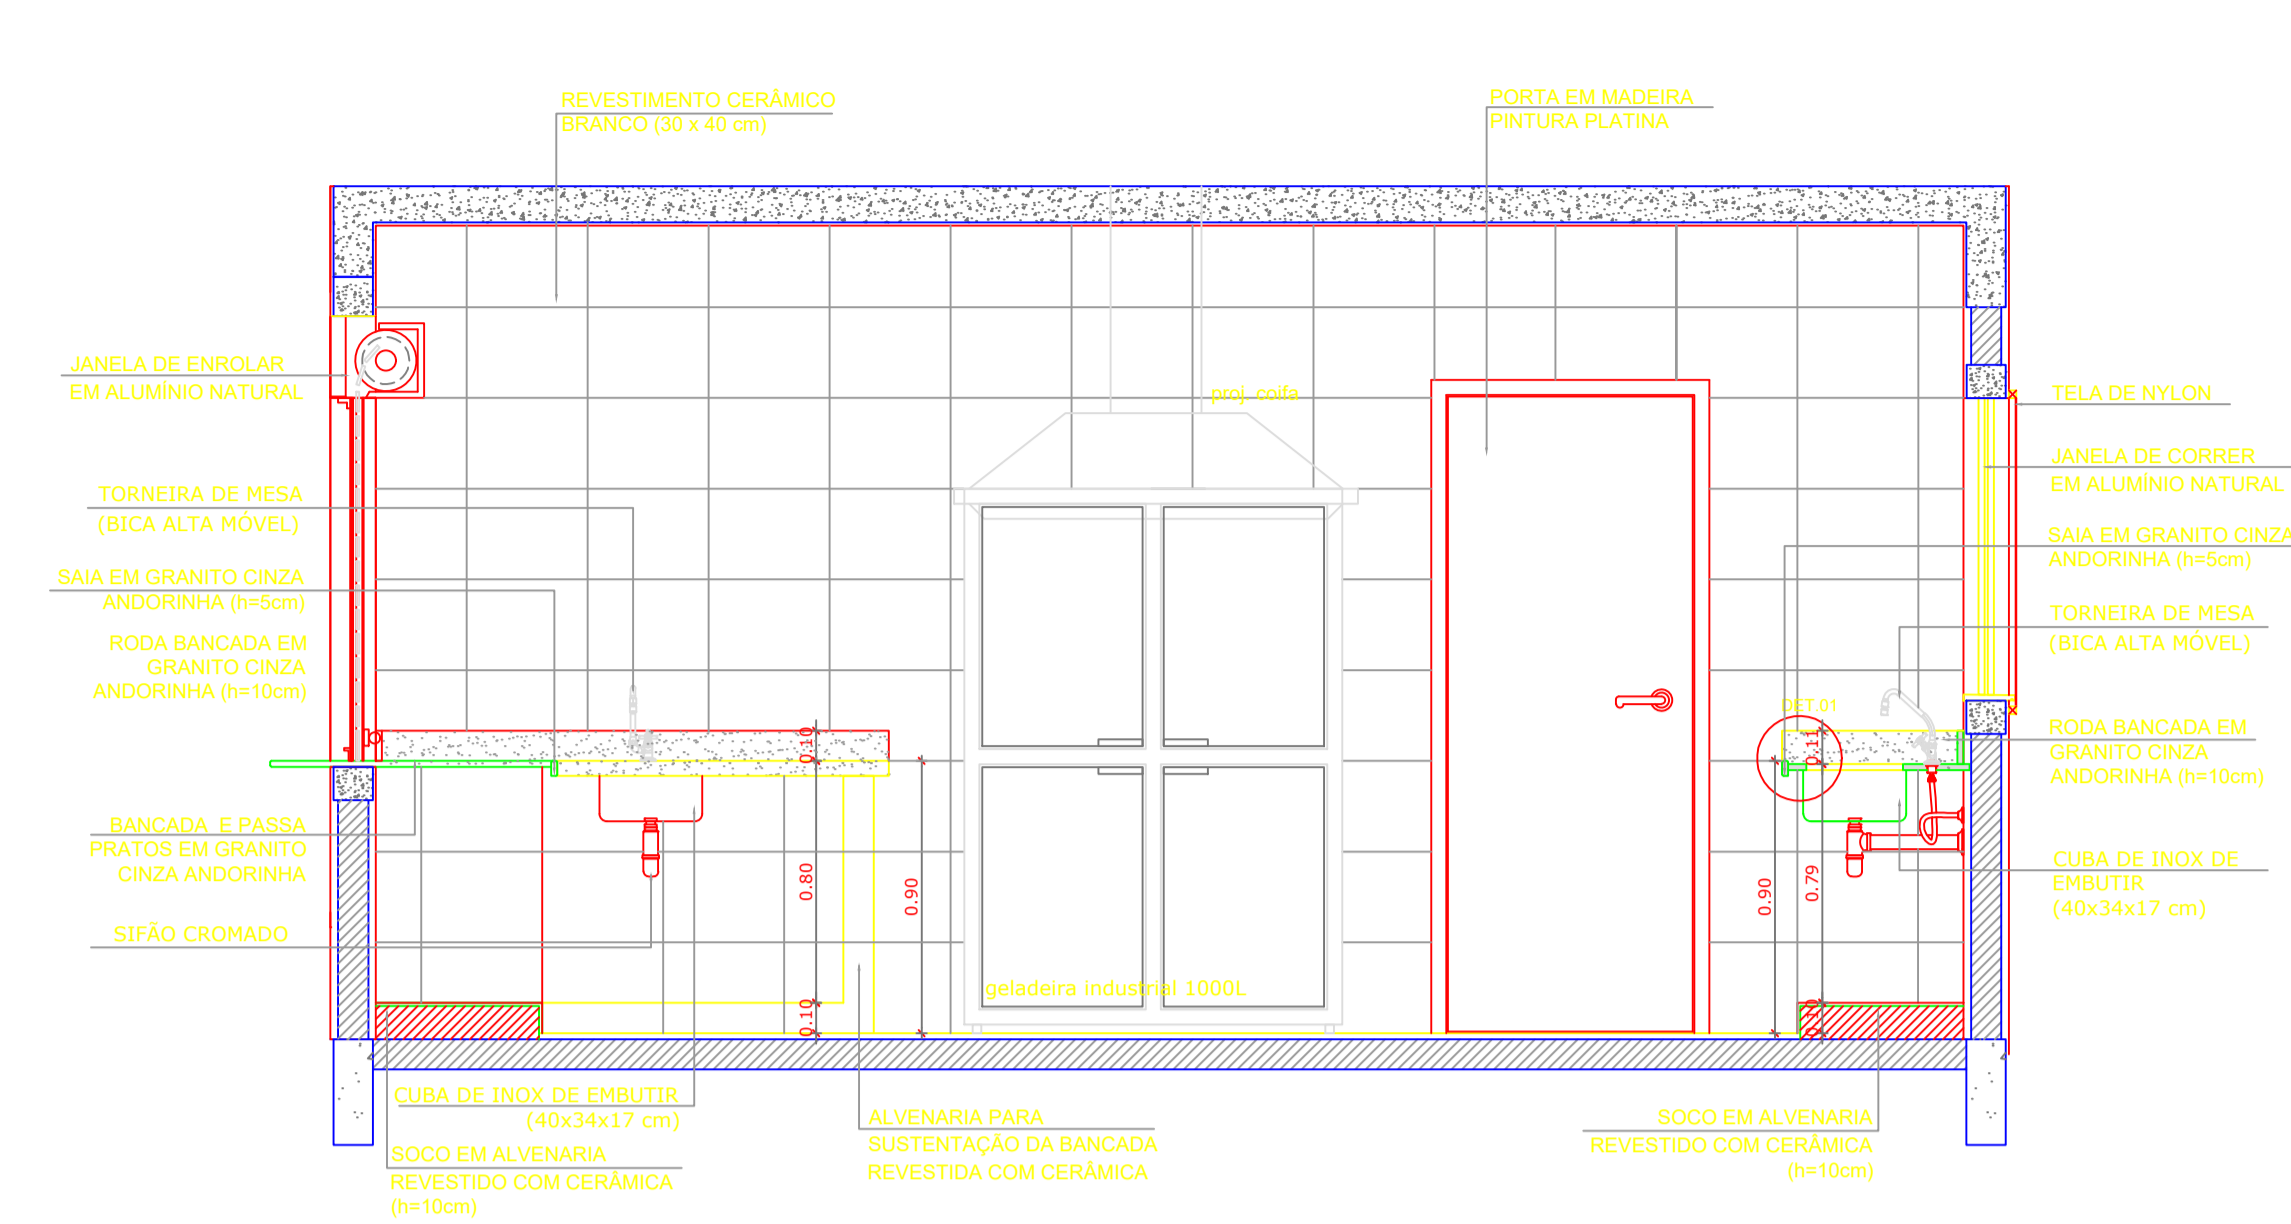 REVESTIMENTO CERÂMICO
BRANCO (30 x 40 cm)
PORTA EM MADEIRA
PINTURA PLATINA
JANELA DE ENROLAR
EM ALUMÍNIO NATURAL
TORNEIRA DE MESA
(BICA ALTA MÓVEL)
SAIA EM GRANITO CINZA
ANDORINHA (h=5cm)
RODA BANCADA EM
GRANITO CINZA
ANDORINHA (h=10cm)
BANCADA E PASSA
PRATOS EM GRANITO
CINZA ANDORINHA
SIFÃO CROMADO
proj. coifa
geladeira industrial 1000L
DET.01
0.10
0.80
0.10
0.90
0.90
0.11
0.79
0.10
TELA DE NYLON
JANELA DE CORRER
EM ALUMÍNIO NATURAL
SAIA EM GRANITO CINZA
ANDORINHA (h=5cm)
TORNEIRA DE MESA
(BICA ALTA MÓVEL)
RODA BANCADA EM
GRANITO CINZA
ANDORINHA (h=10cm)
CUBA DE INOX DE
EMBUTIR
(40x34x17 cm)
CUBA DE INOX DE EMBUTIR
(40x34x17 cm)
SOCO EM ALVENARIA
REVESTIDO COM CERÂMICA
(h=10cm)
ALVENARIA PARA
SUSTENTAÇÃO DA BANCADA
REVESTIDA COM CERÂMICA
SOCO EM ALVENARIA
REVESTIDO COM CERÂMICA
(h=10cm)